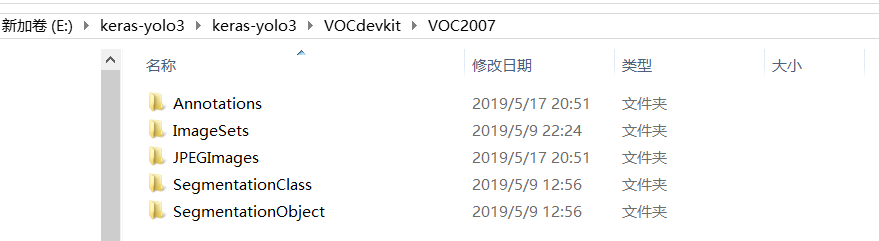 新加卷 (E:) keras-yolo3 keras-yolo3 VOCdevkit VOC2007
名称 修改日期 类型 大小
Annotations 2019/5/17 20:51 文件夹
ImageSets 2019/5/9 22:24 文件夹
JPEGImages 2019/5/17 20:51 文件夹
SegmentationClass 2019/5/9 12:56 文件夹
SegmentationObject 2019/5/9 12:56 文件夹